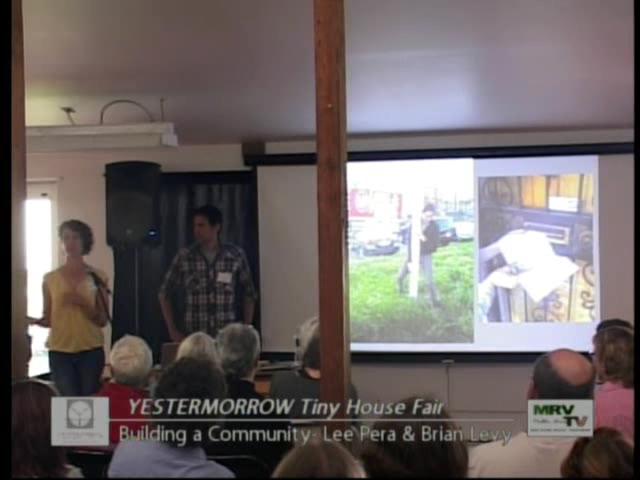 YESTERMORROW Tiny House Fair
Building a Community- Lee Pera & Brian Levy
MRV
TV